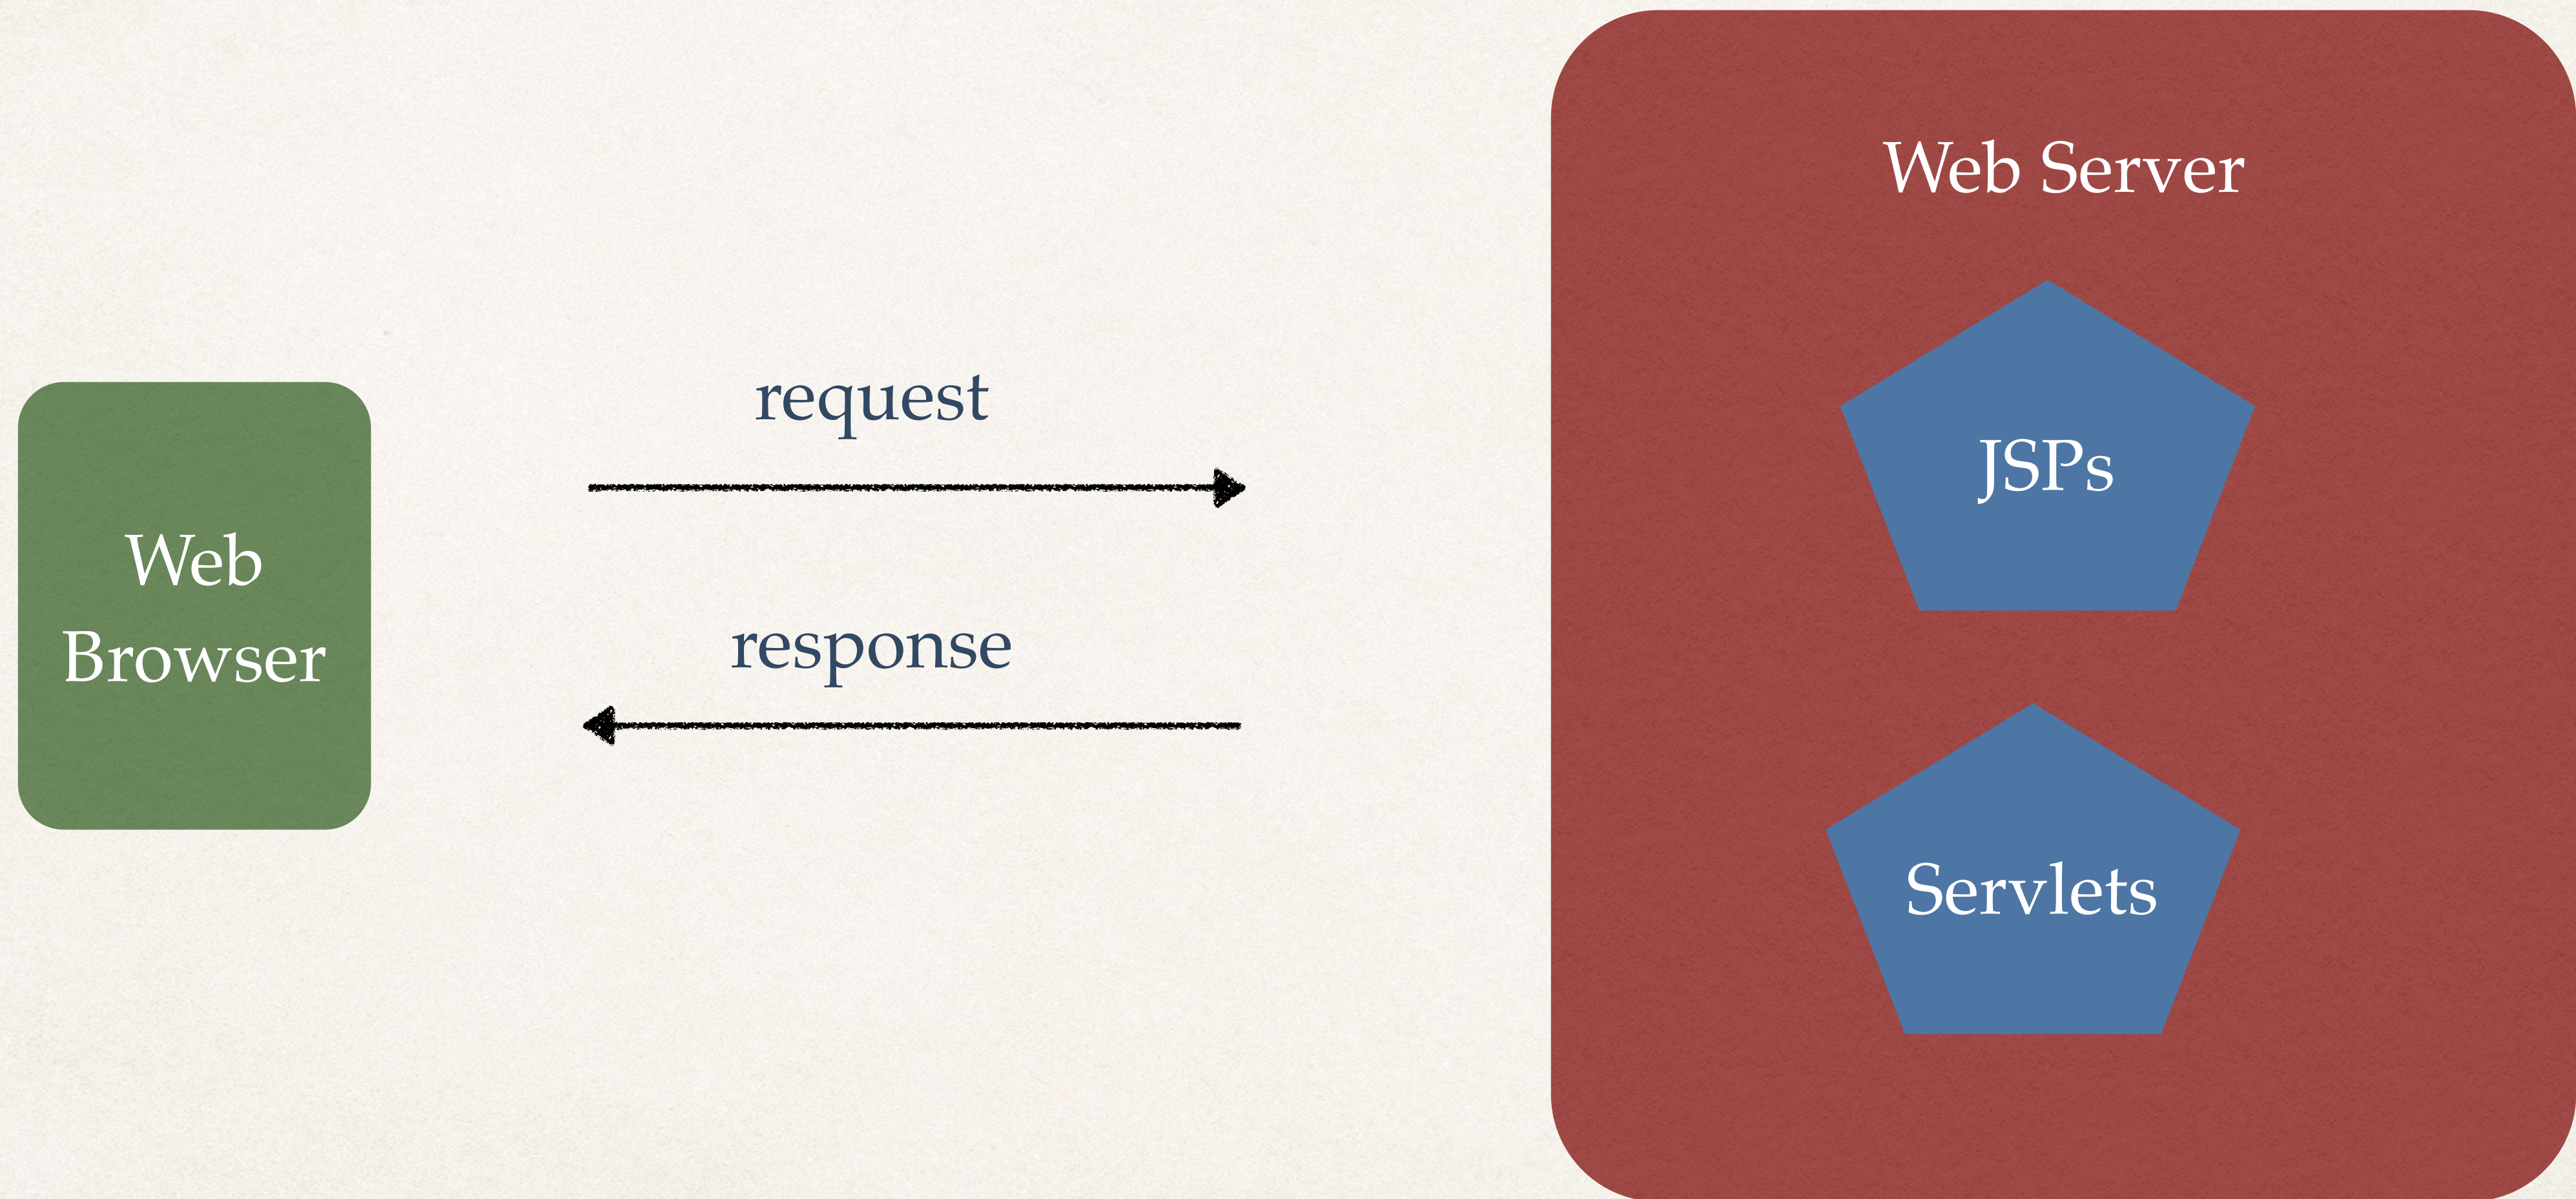 Web Server
request
JSPs
Web
Browser
response
Servlets